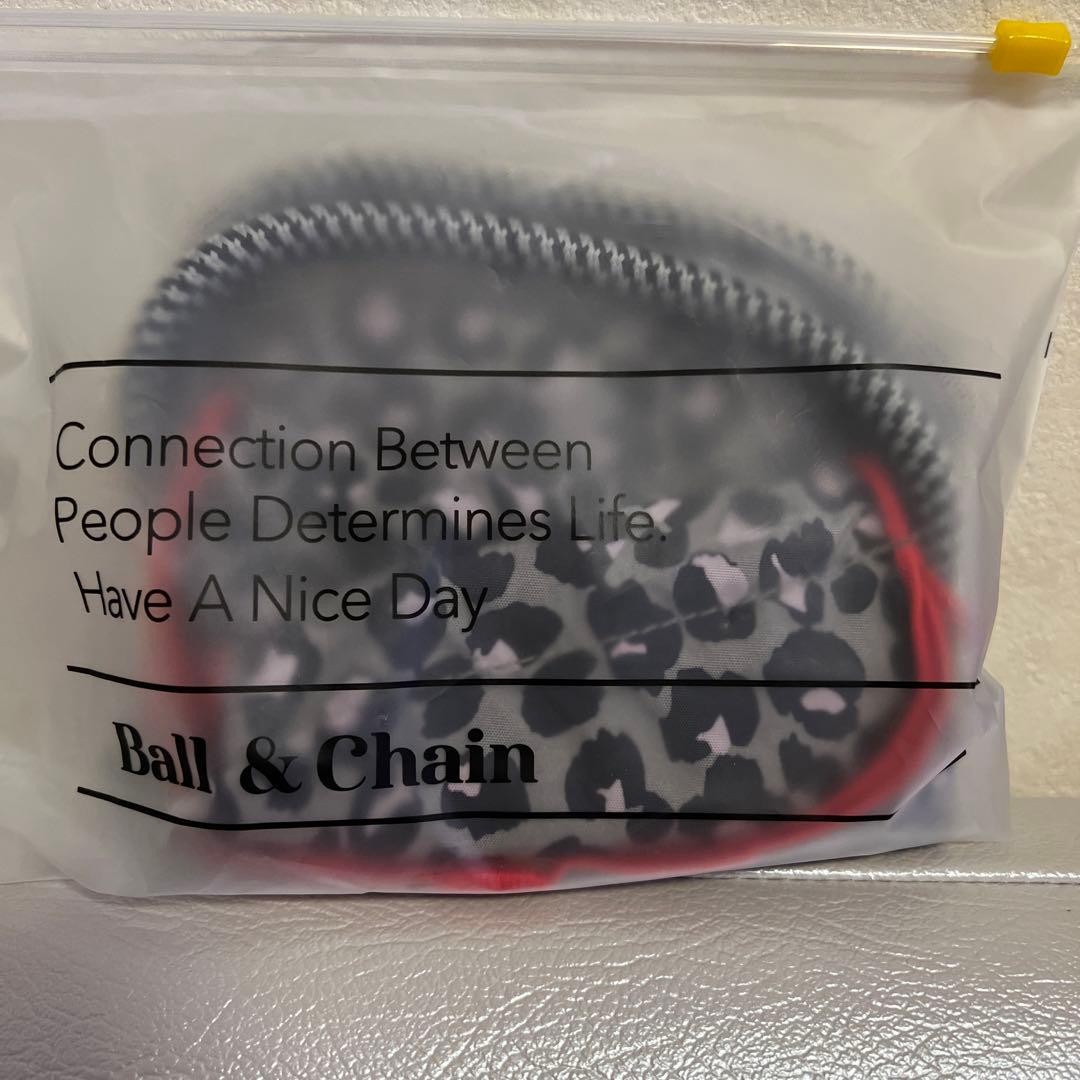 Connection Between
People Determines Life.
Have A Nice Day
Ball & Chain